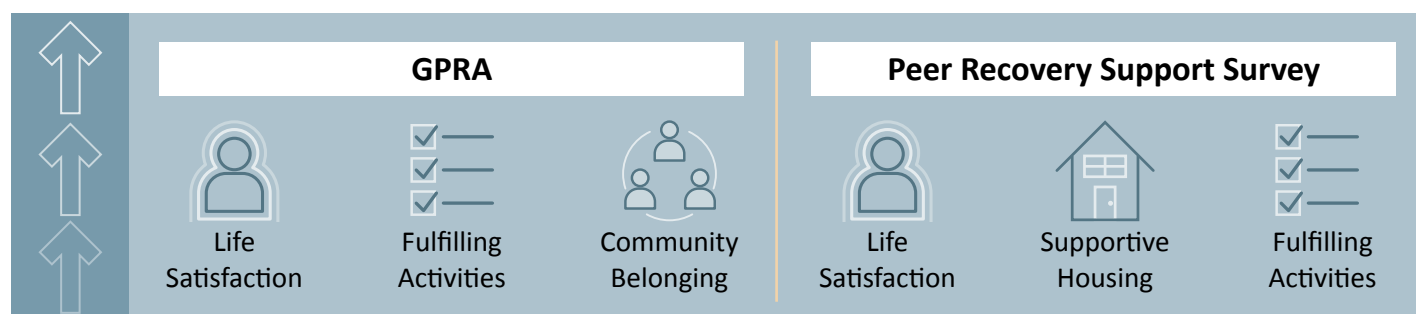 GPRA
Life
Satisfaction
Fulfilling
Activities
Community
Belonging
Peer Recovery Support Survey
Life
Satisfaction
Supportive
Housing
Fulfilling
Activities